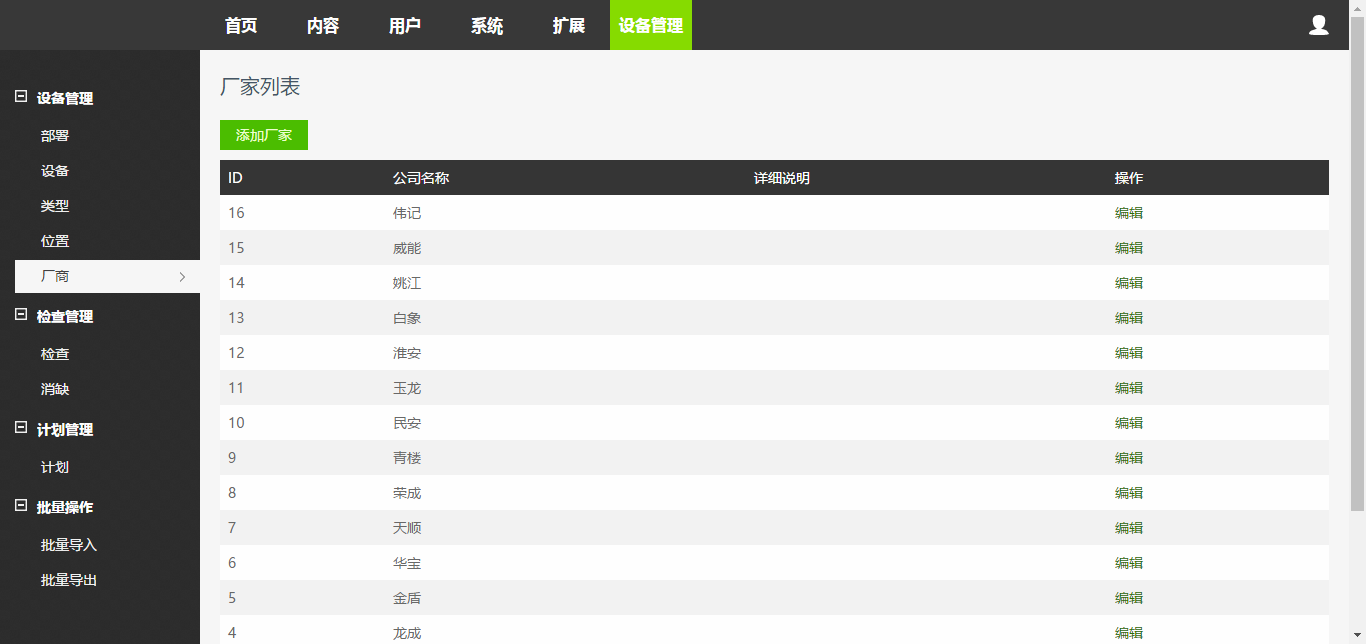 首页 内容 用户 系统 扩展 设备管理
设备管理
部署
设备
类型
位置
厂商
检查管理
检查
消缺
计划管理
计划
批量操作
批量导入
批量导出
厂家列表
添加厂家
ID 公司名称 详细说明 操作
16 伟记 编辑
15 威能 编辑
14 姚江 编辑
13 白象 编辑
12 淮安 编辑
11 玉龙 编辑
10 民安 编辑
9 青楼 编辑
8 荣成 编辑
7 天顺 编辑
6 华宝 编辑
5 金盾 编辑
4 龙成 编辑